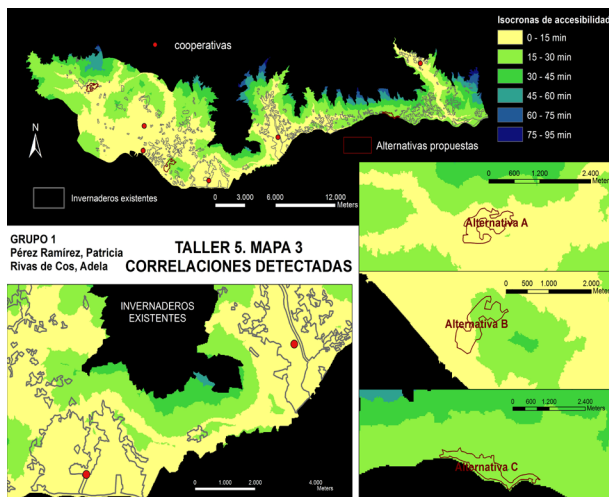 cooperativas
Isocronas de accesibilidad
0 - 15 min
15 - 30 min
30 - 45 min
45 - 60 min
60 - 75 min
75 - 95 min
N
Alternativas propuestas
Invernaderos existentes
0 3.000 6.000 12.000
Meters
GRUPO 1
Pérez Ramírez, Patricia
Rivas de Cos, Adela
TALLER 5. MAPA 3
CORRELACIONES DETECTADAS
0 600 1.200 2.400
Meters
Alternativa A
0 500 1.000 2.000
Meters
Alternativa B
0 600 1.200 2.400
Meters
Alternativa C
INVERNADEROS
EXISTENTES
0 1.000 2.000 4.000
Meters